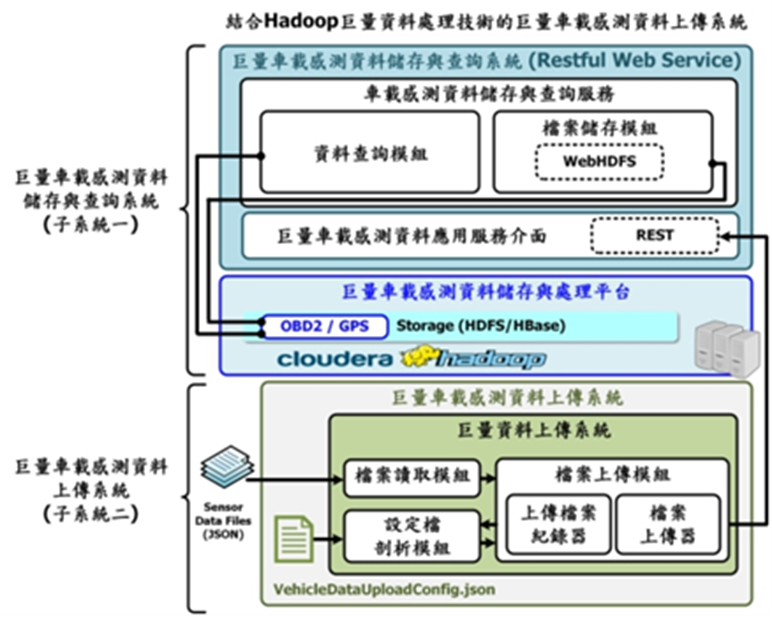 結合Hadoop巨量資料處理技術的巨量車載感測資料上傳系統
巨量車載感測資料儲存與查詢系統 (Restful Web Service)
車載感測資料儲存與查詢服務
資料查詢模組
檔案儲存模組
WebHDFS
巨量車載感測資料
儲存與查詢系統
(子系統一)
巨量車載感測資料應用服務介面
REST
巨量車載感測資料儲存與處理平台
OBD2 / GPS
Storage (HDFS/HBase)
cloudera
hadoop
巨量車載感測資料上傳系統
巨量資料上傳系統
巨量車載感測資料
上傳系統
(子系統二)
Sensor
Data Files
(JSON)
檔案讀取模組
檔案上傳模組
設定檔
剖析模組
上傳檔案
紀錄器
檔案
上傳器
VehicleDataUploadConfig.json